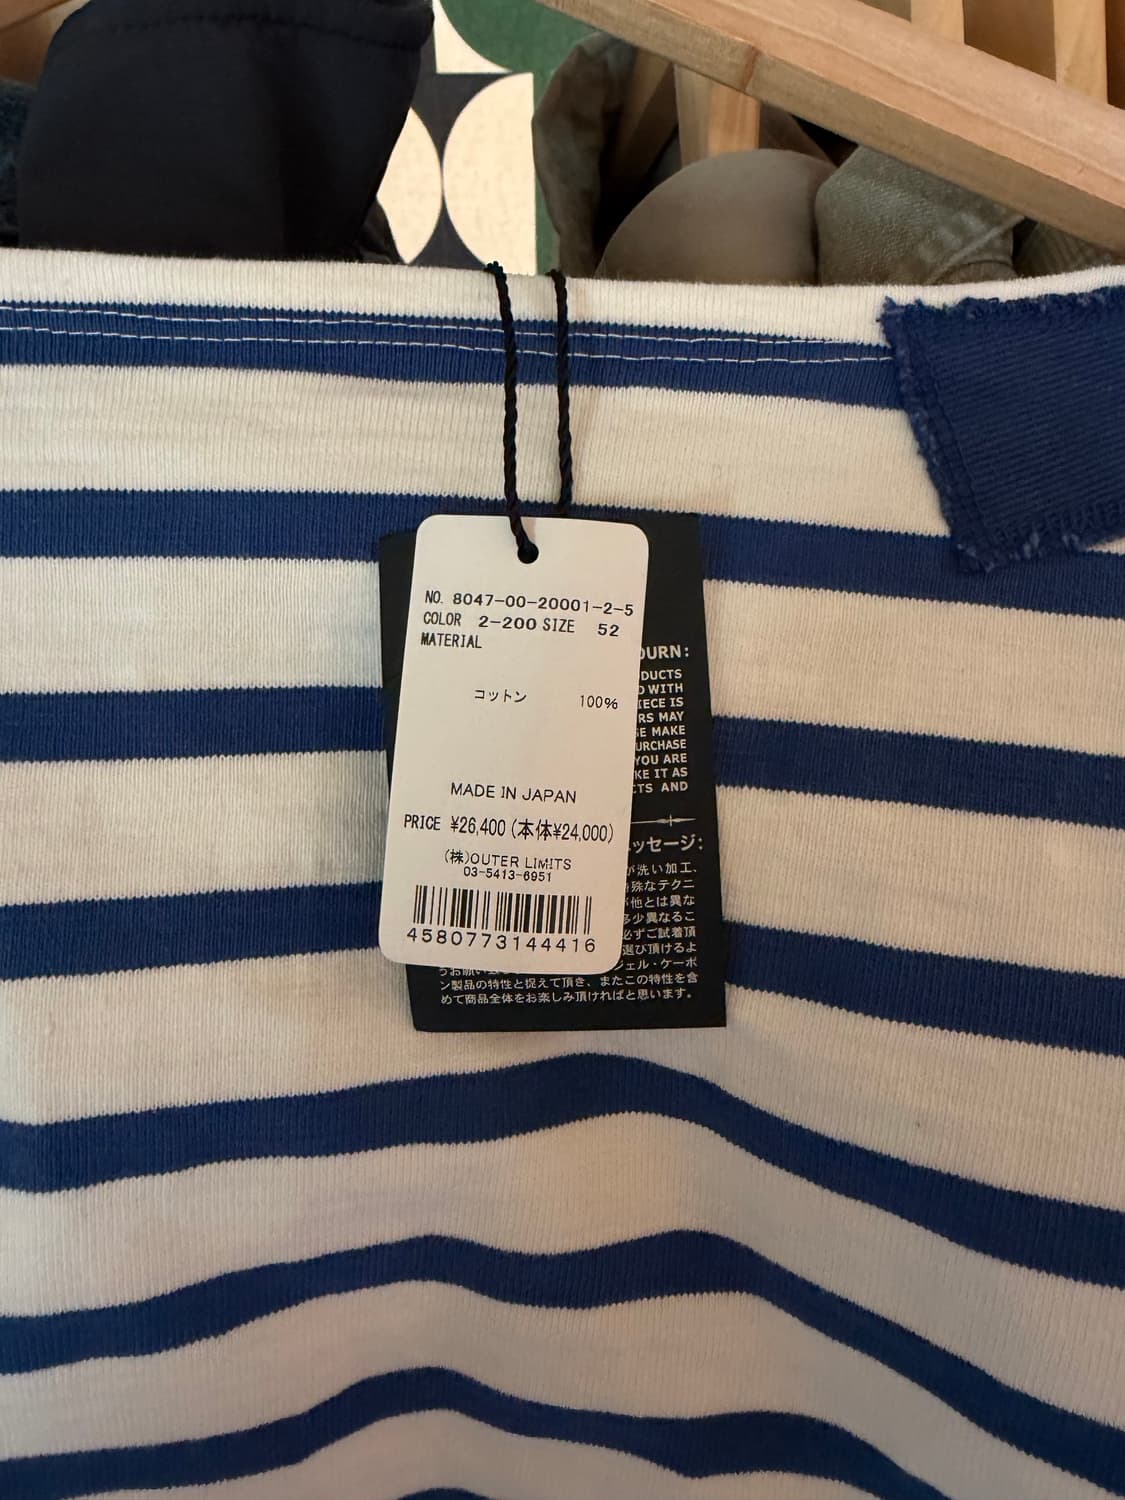 NO. 8047-00-20001-2-5
COLOR 2-200 SIZE 52
MATERIAL
コットン 100%
MADE IN JAPAN
PRICE ¥26,400 (本体¥24,000)
(株)OUTER LIMITS
03-5413-6951
4580773144416
OURN:
DUCTS
WITH
IECE IS
RS MAY
SE MAKE
URCHASE
YOU ARE
KE IT AS
CTS AND
ッセージ:
が洗い加工、
特殊なテクニ
が他とは異な
多少異なるこ
必ずご試着頂
選び頂けるよ
うお願い ジェル・ケーボ
ン製品の特性と捉えて頂き、またこの特性を含
めて商品全体をお楽しみ頂ければと思います。